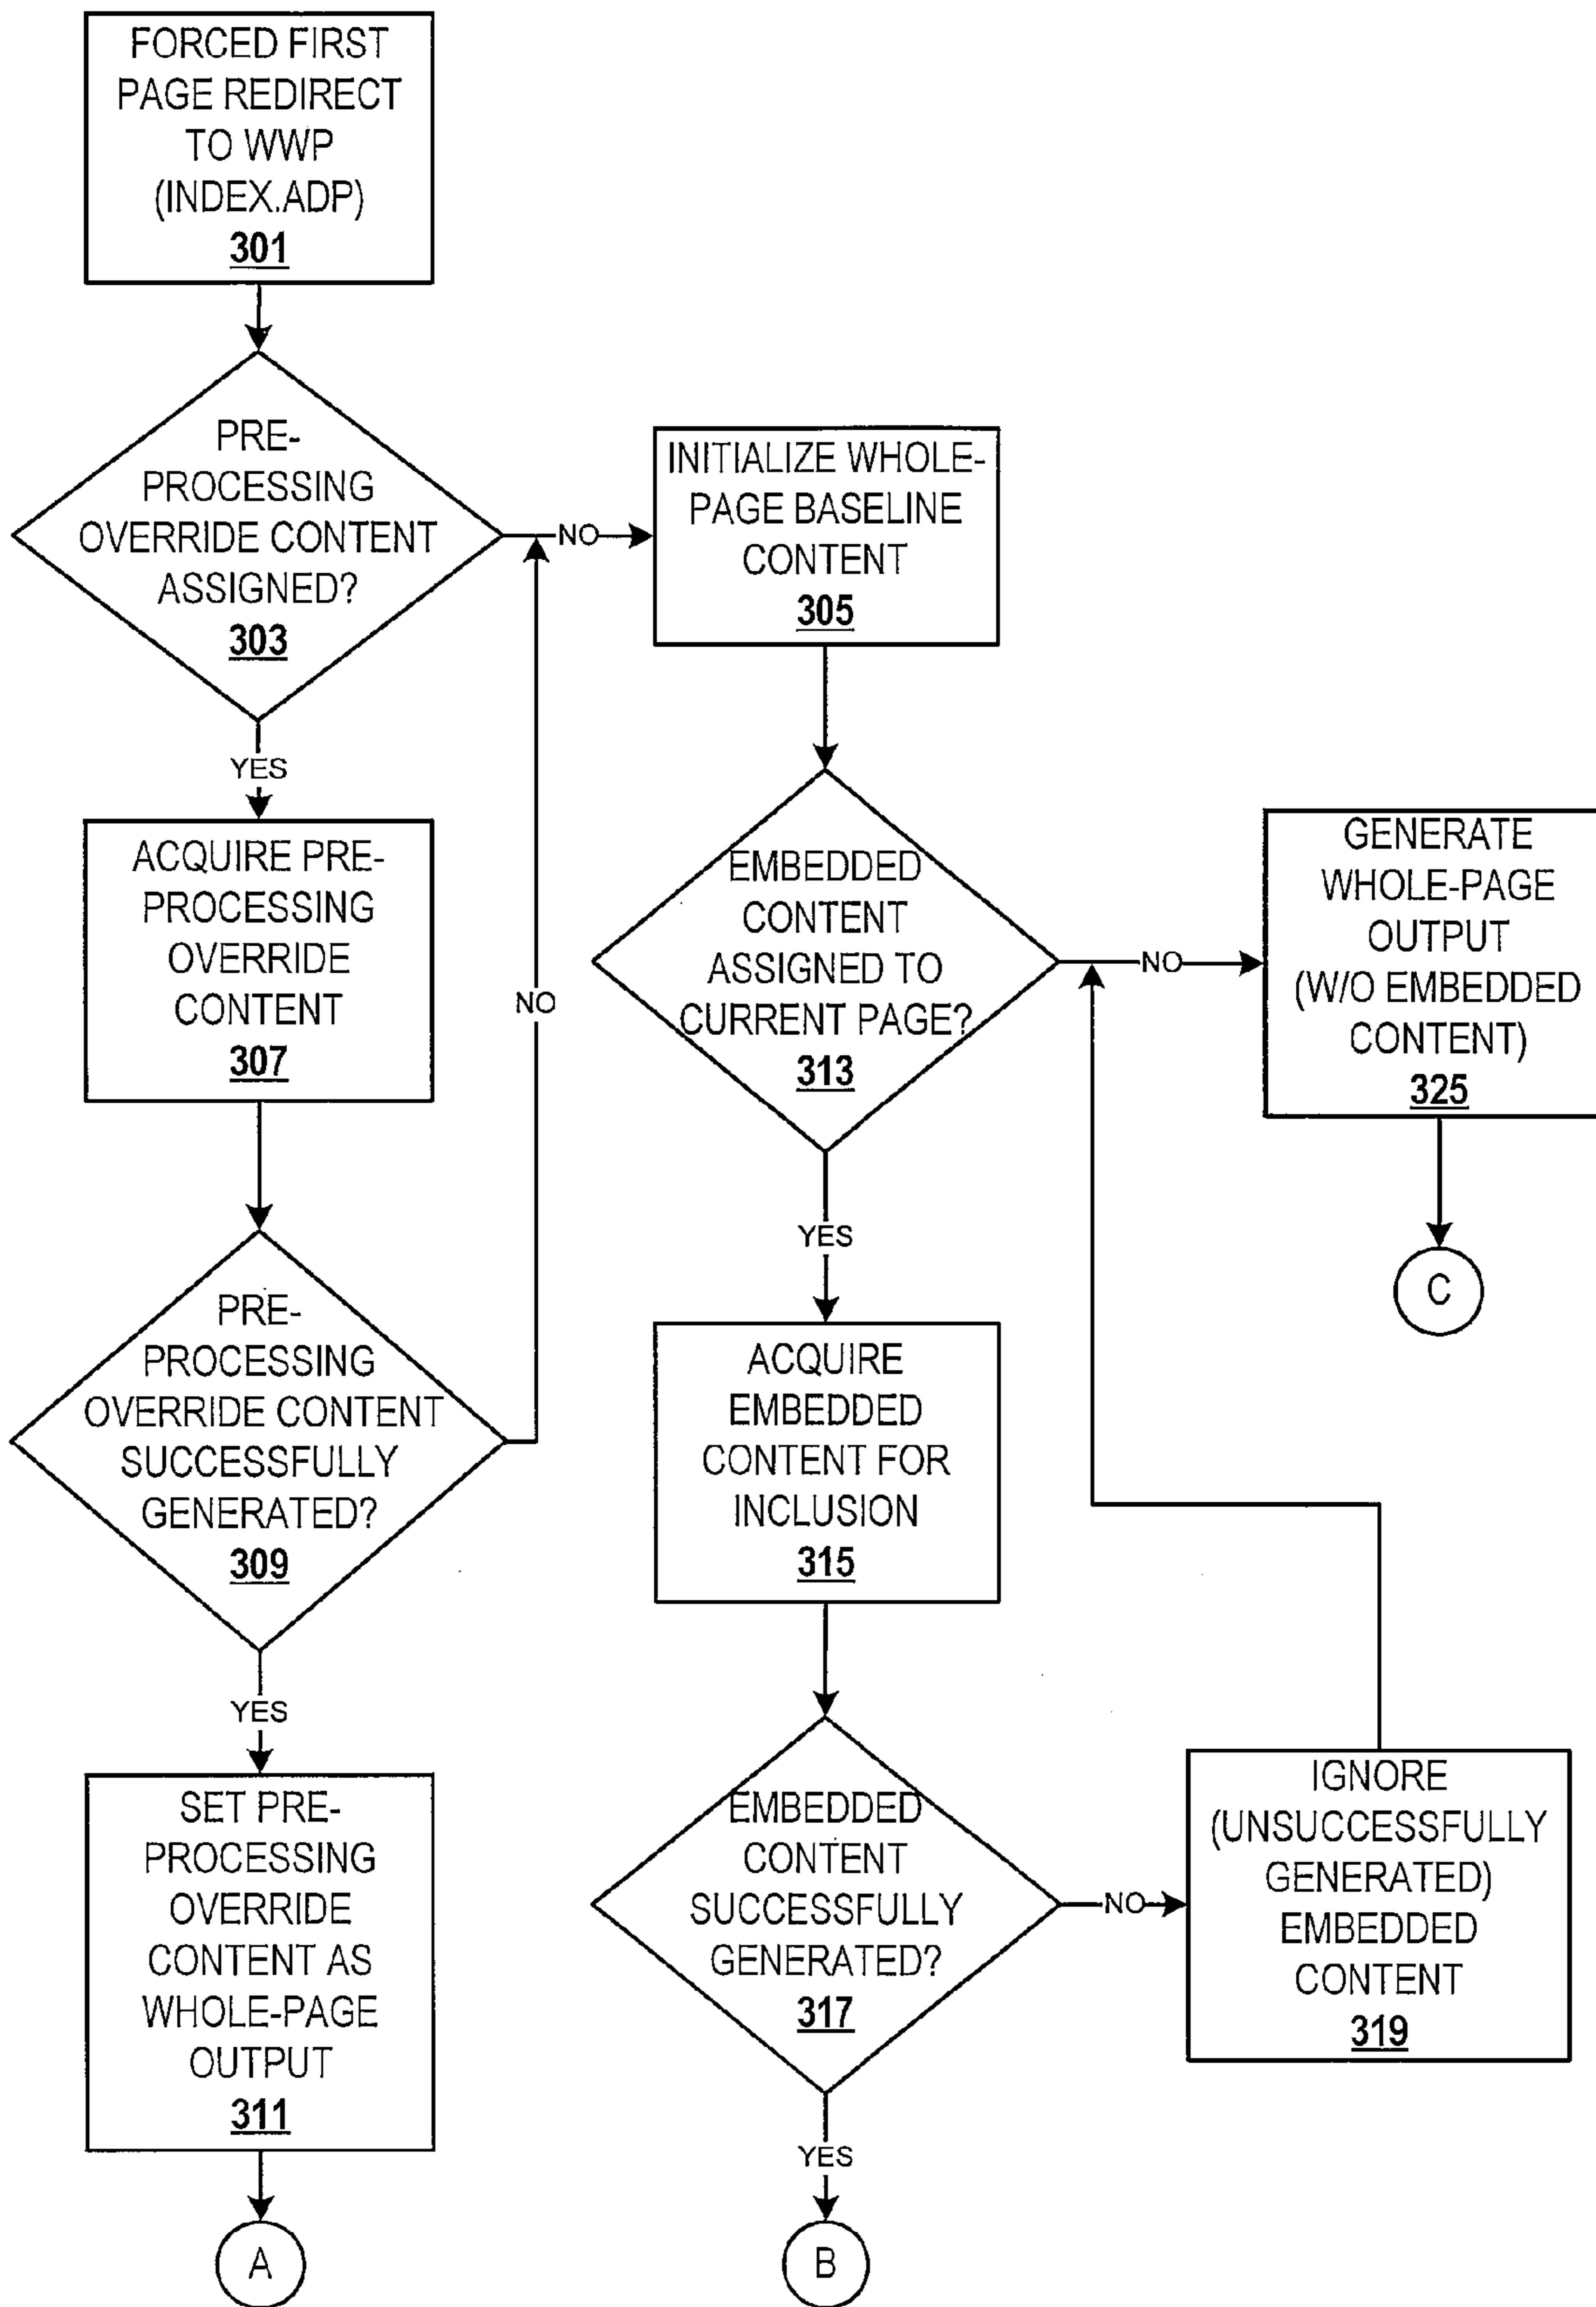 FORCED FIRST
PAGE REDIRECT
TO WWP
(INDEX.ADP)
301
PRE-
PROCESSING
OVERRIDE CONTENT
ASSIGNED?
303
NO
YES
ACQUIRE PRE-
PROCESSING
OVERRIDE
CONTENT
307
NO
PRE-
PROCESSING
OVERRIDE CONTENT
SUCCESSFULLY
GENERATED?
309
YES
SET PRE-
PROCESSING
OVERRIDE
CONTENT AS
WHOLE-PAGE
OUTPUT
311
A
INITIALIZE WHOLE-
PAGE BASELINE
CONTENT
305
EMBEDDED
CONTENT
ASSIGNED TO
CURRENT PAGE?
313
NO
YES
ACQUIRE
EMBEDDED
CONTENT FOR
INCLUSION
315
EMBEDDED
CONTENT
SUCCESSFULLY
GENERATED?
317
NO
YES
B
GENERATE
WHOLE-PAGE
OUTPUT
(W/O EMBEDDED
CONTENT)
325
C
IGNORE
(UNSUCCESSFULLY
GENERATED)
EMBEDDED
CONTENT
319